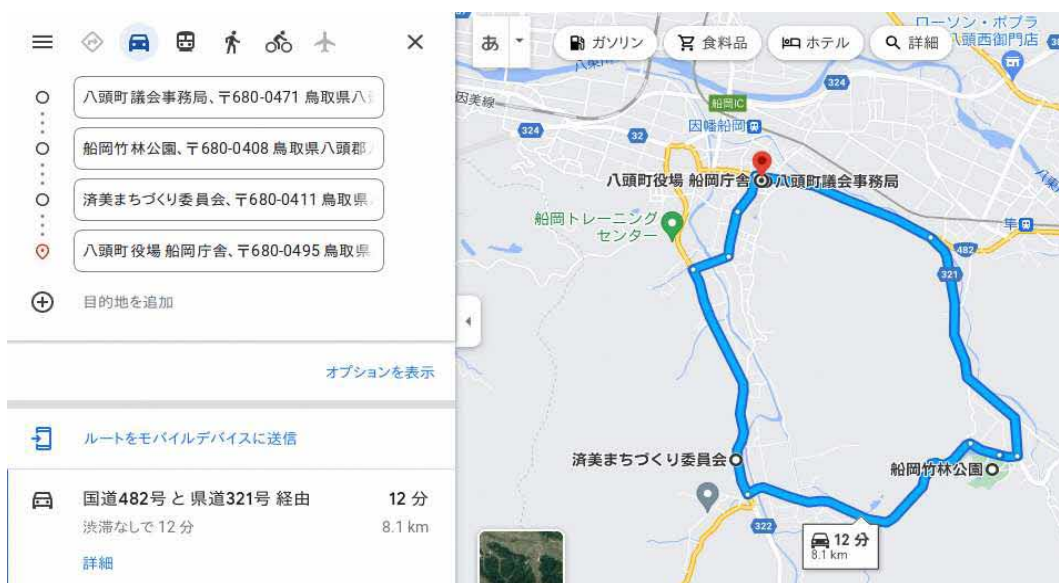 八頭町議会事務局、〒680-0471 鳥取県八
船岡竹林公園、〒680-0408 鳥取県八頭郡
済美まちづくり委員会、〒680-0411 鳥取県
八頭町役場 船岡庁舎、〒680-0495 鳥取県
目的地を追加
オプションを表示
ルートをモバイルデバイスに送信
国道482号 と 県道321号 経由
12 分
渋滞なしで 12 分
8.1 km
詳細
あ
ガソリン
食料品
ホテル
詳細
ローソン・ポプラ
八頭西御門店
因美線
324
船岡IC
324
32
因幡船岡
八頭町役場 船岡庁舎
八頭町議会事務局
船岡トレーニング
センター
隼
482
321
済美まちづくり委員会
船岡竹林公園
322
12 分
8.1 km